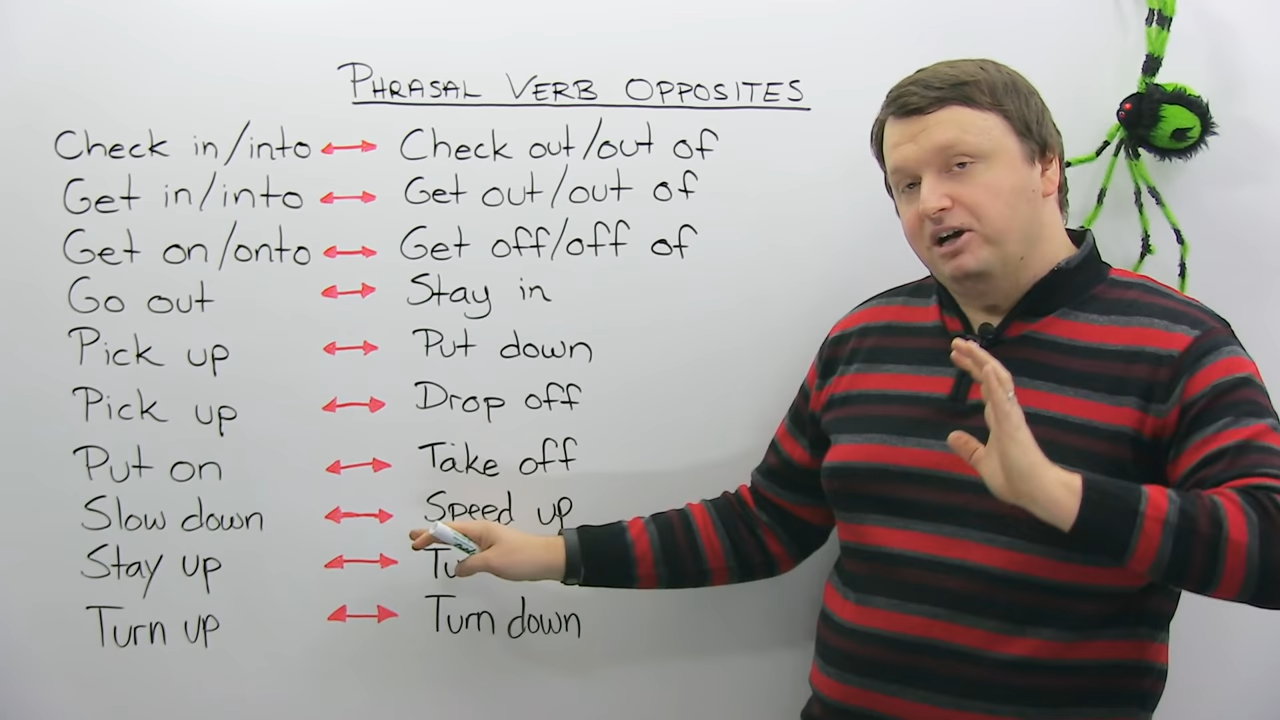 PHRASAL VERB OPPOSITES
Check in/into ↔ Check out/out of
Get in/into ↔ Get out/out of
Get on/onto ↔ Get off/off of
Go out ↔ Stay in
Pick up ↔ Put down
Pick up ↔ Drop off
Put on ↔ Take off
Slow down ↔ Speed up
Stay up ↔
Turn up ↔ Turn down